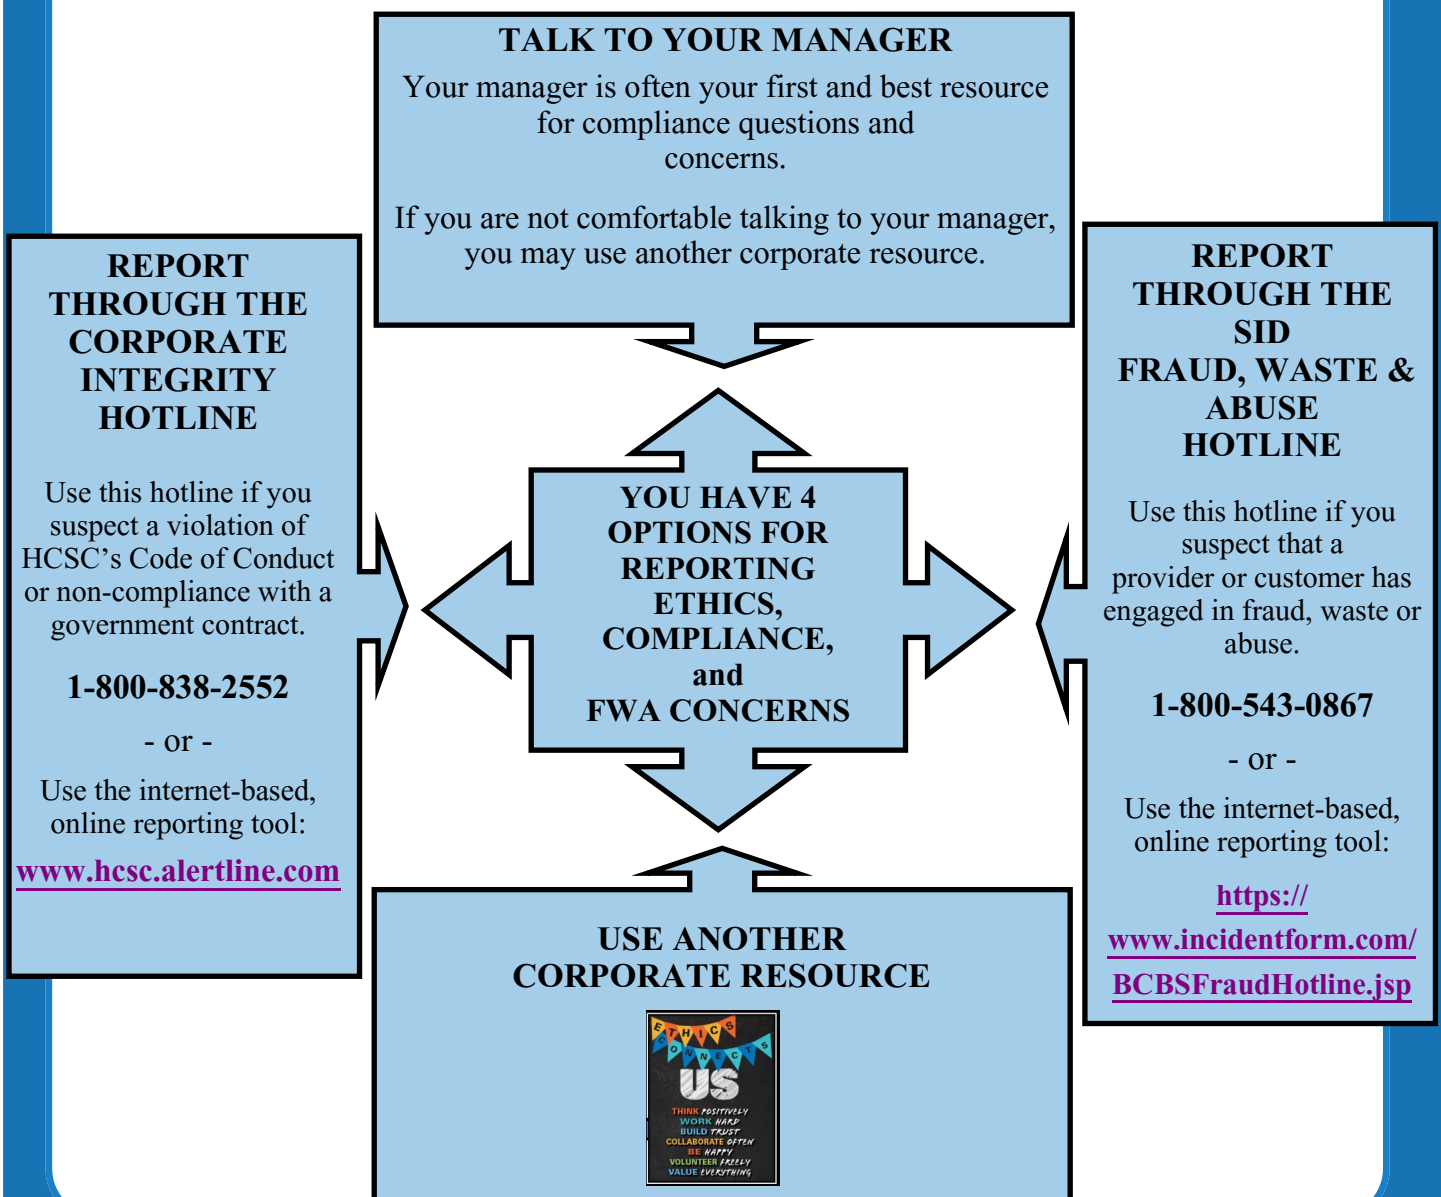 TALK TO YOUR MANAGER
Your manager is often your first and best resource
for compliance questions and
concerns.
If you are not comfortable talking to your manager,
you may use another corporate resource.
REPORT
THROUGH THE
CORPORATE
INTEGRITY
HOTLINE
Use this hotline if you
suspect a violation of
HCSC’s Code of Conduct
or non-compliance with a
government contract.
1-800-838-2552
- or -
Use the internet-based,
online reporting tool:
www.hcsc.alertline.com
YOU HAVE 4
OPTIONS FOR
REPORTING
ETHICS,
COMPLIANCE,
and
FWA CONCERNS
REPORT
THROUGH THE
SID
FRAUD, WASTE &
ABUSE
HOTLINE
Use this hotline if you
suspect that a
provider or customer has
engaged in fraud, waste or
abuse.
1-800-543-0867
- or -
Use the internet-based,
online reporting tool:
https://
www.incidentform.com/
BCBSFraudHotline.jsp
USE ANOTHER
CORPORATE RESOURCE
ETHICS
CONNECTS
US
THINK POSITIVELY
WORK HARD
BUILD TRUST
COLLABORATE OFTEN
BE HAPPY
VOLUNTEER FREELY
VALUE EVERYTHING